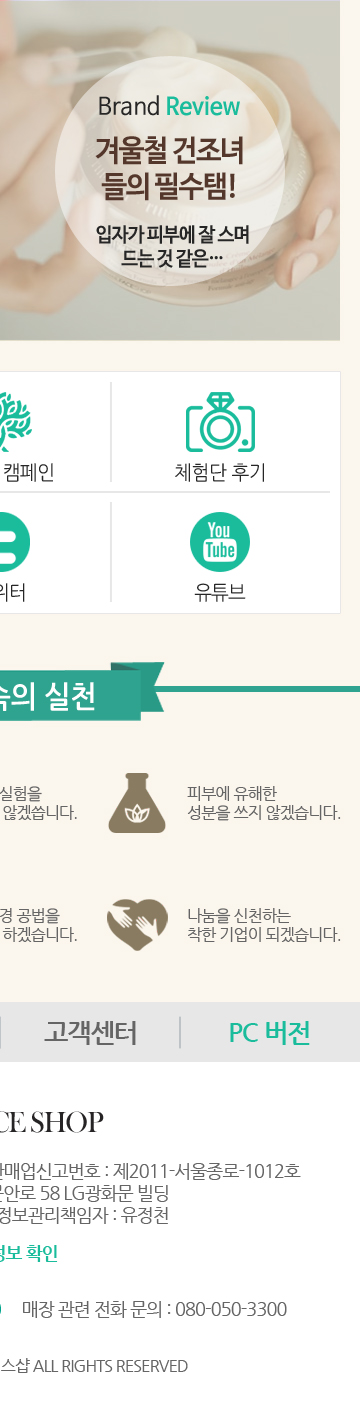 Brand Review
겨울철 건조녀
들의 필수탬!
입자가 피부에 잘 스며
드는 것 같은…
캠페인
체험단 후기
You
Tube
위터
유튜브
속의 실천
실험을
않겠습니다.
피부에 유해한
성분을 쓰지 않겠습니다.
경 공법을
하겠습니다.
나눔을 신천하는
착한 기업이 되겠습니다.
고객센터
PC 버전
CE SHOP
판매업신고번호 : 제2011-서울종로-1012호
문안로 58 LG광화문 빌딩
정보관리책임자 : 유정천
정보 확인
매장 관련 전화 문의 : 080-050-3300
스샵 ALL RIGHTS RESERVED